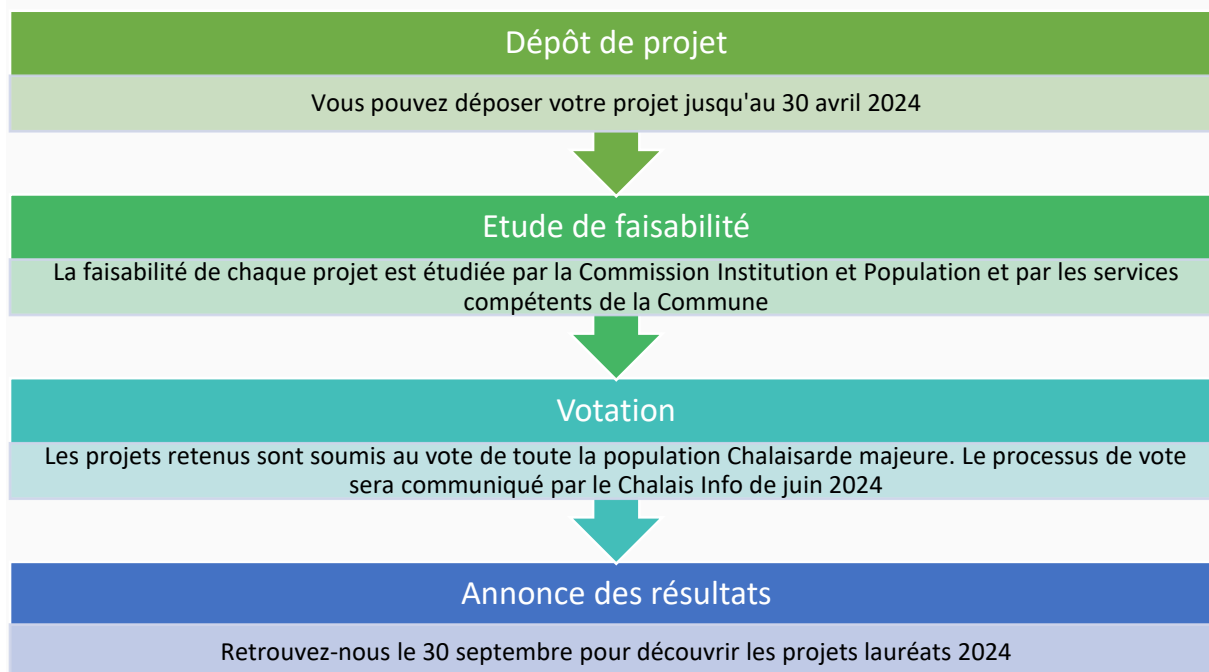 Dépôt de projet
Vous pouvez déposer votre projet jusqu'au 30 avril 2024
Etude de faisabilité
La faisabilité de chaque projet est étudiée par la Commission Institution et Population et par les services
compétents de la Commune
Votation
Les projets retenus sont soumis au vote de toute la population Chalaisarde majeure. Le processus de vote
sera communiqué par le Chalais Info de juin 2024
Annonce des résultats
Retrouvez-nous le 30 septembre pour découvrir les projets lauréats 2024